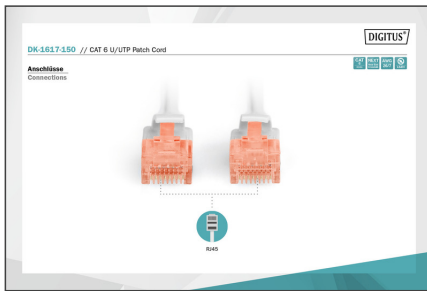 DIGITUS®
DK-1617-150 // CAT 6 U/UTP Patch Cord
Anschlüsse
Connections
RJ45